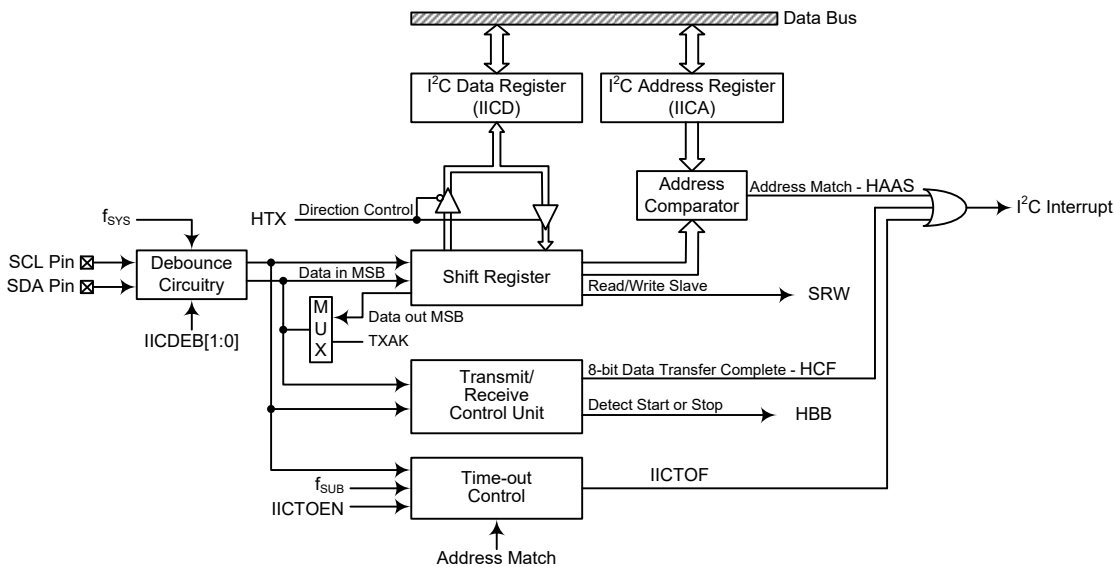 Data Bus
I²C Data Register
(IICD)
I²C Address Register
(IICA)
Address
Comparator
Address Match - HAAS
I²C Interrupt
HTX
Direction Control
fSYS
SCL Pin
SDA Pin
Debounce
Circuitry
IICDEB[1:0]
Data in MSB
Shift Register
Read/Write Slave
SRW
M
U
X
Data out MSB
TXAK
Transmit/
Receive
Control Unit
8-bit Data Transfer Complete - HCF
Detect Start or Stop
HBB
fSUB
IICTOEN
Time-out
Control
IICTOF
Address Match